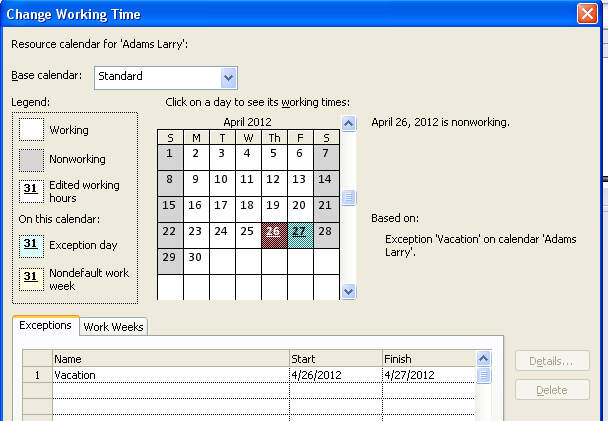 Change Working Time
Resource calendar for 'Adams Larry':
Base calendar: Standard
Legend:
Click on a day to see its working times:
Working
Nonworking
31 Edited working
hours
On this calendar:
31 Exception day
31 Nondefault work
week
April 2012
S M T W Th F S
1 2 3 4 5 6 7
8 9 10 11 12 13 14
15 16 17 18 19 20 21
22 23 24 25 26 27 28
29 30
April 26, 2012 is nonworking.
Based on:
Exception 'Vacation' on calendar 'Adams
Larry'.
Exceptions Work Weeks
Name Start Finish
1 Vacation 4/26/2012 4/27/2012
Details...
Delete